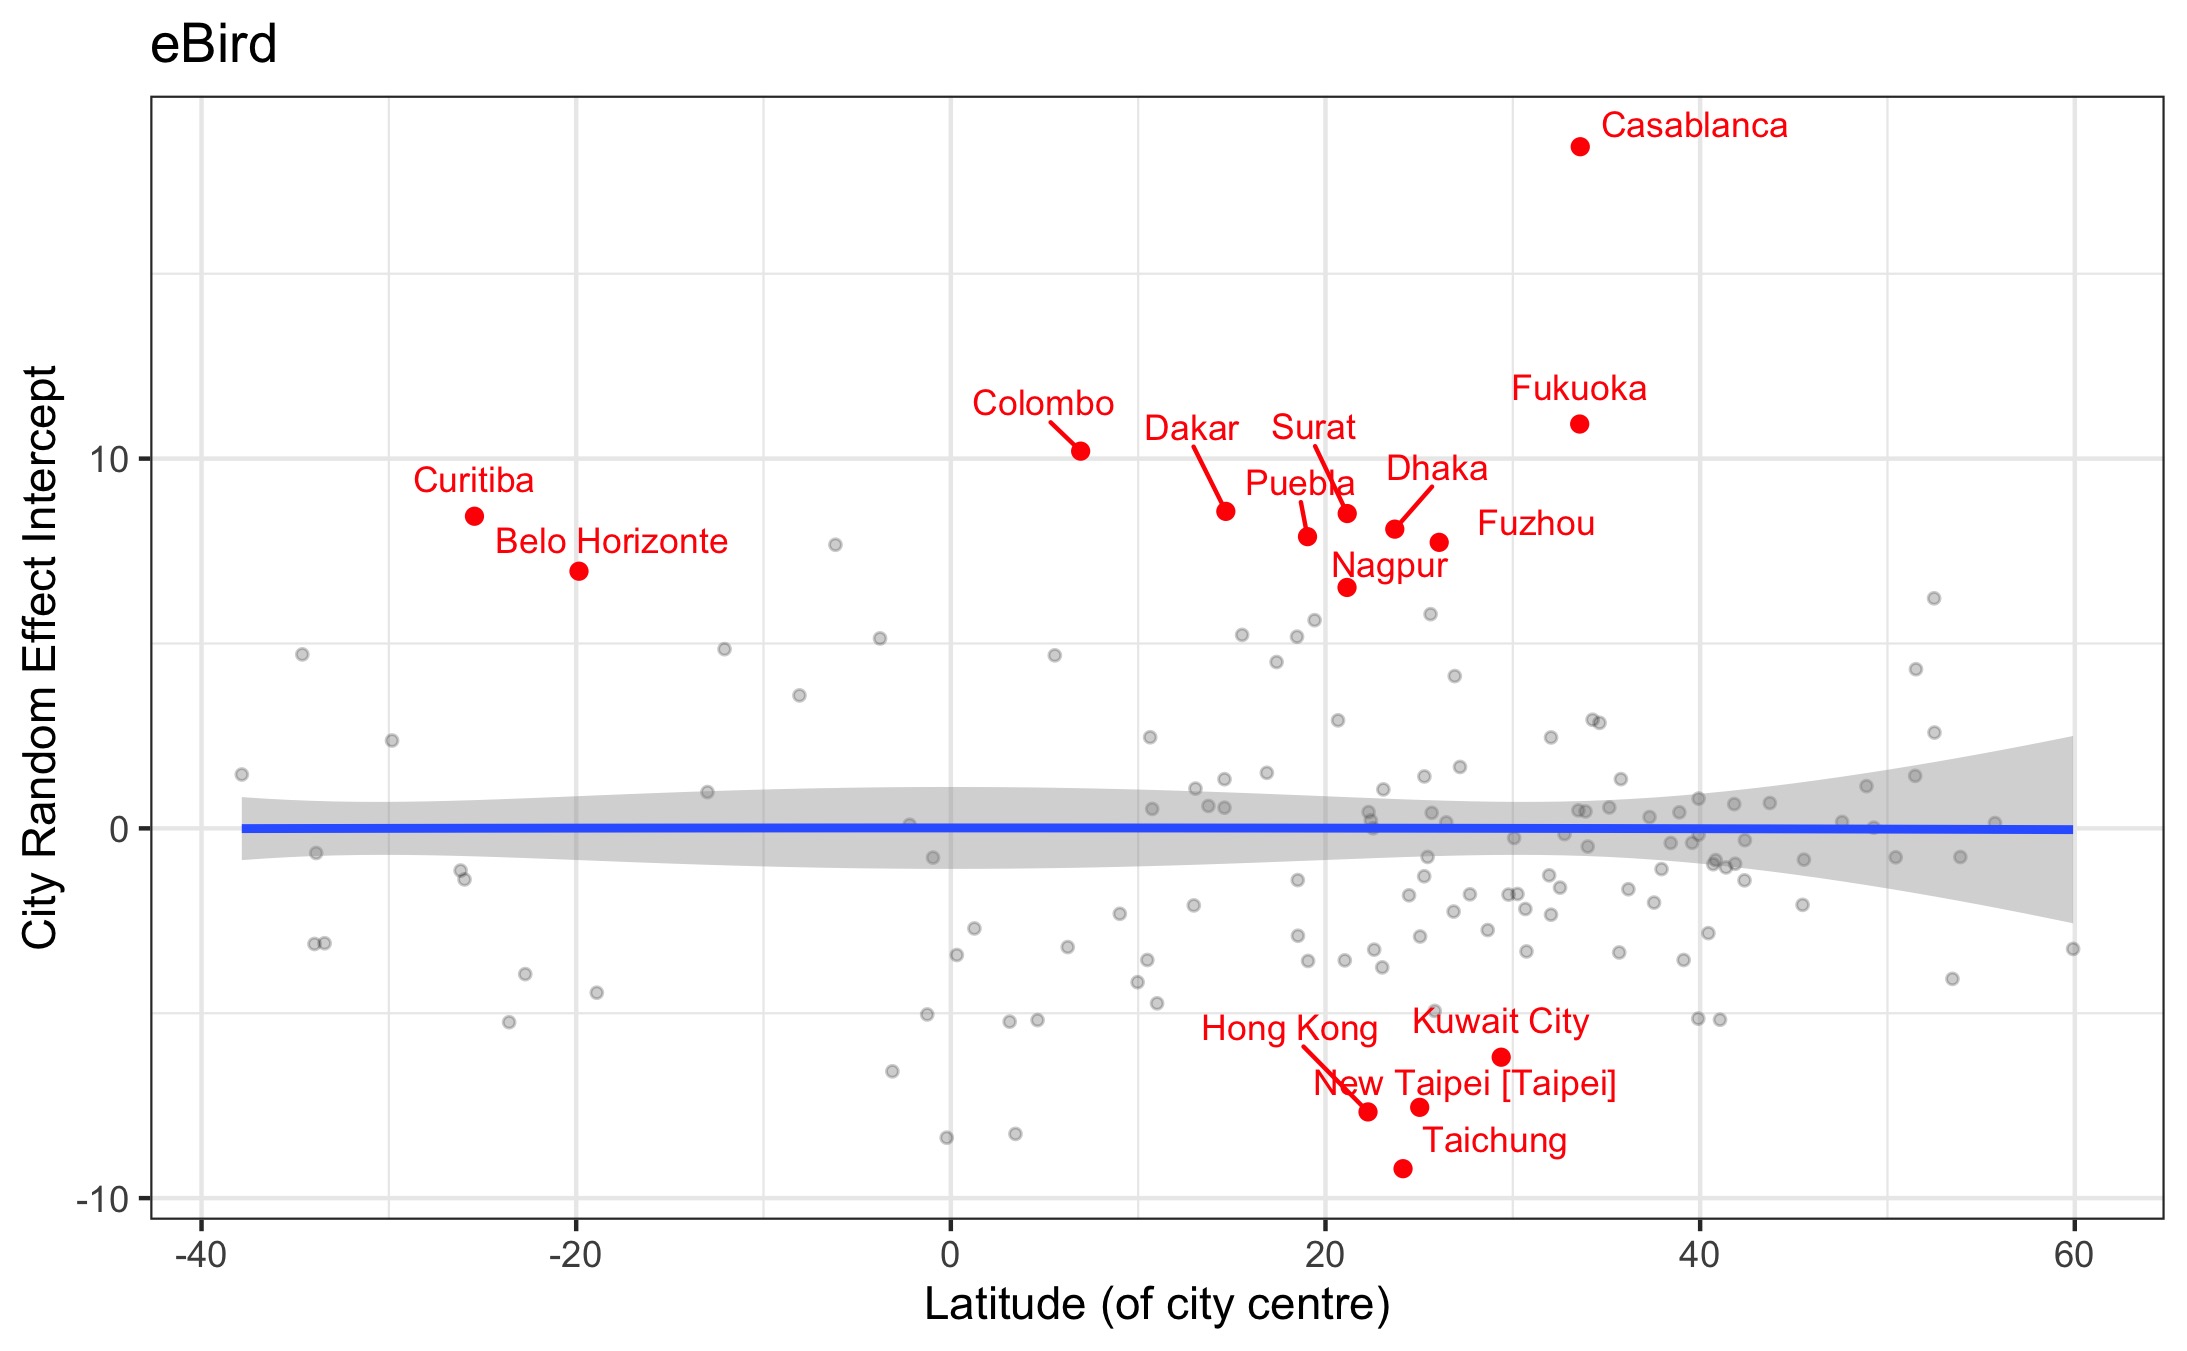 eBird
City Random Effect Intercept
10
0
-10
Casablanca
Fukuoka
Colombo
Dakar
Surat
Dhaka
Puebla
Curitiba
Fuzhou
Belo Horizonte
Nagpur
Kuwait City
Hong Kong
New Taipei [Taipei]
Taichung
-40
-20
0
20
40
60
Latitude (of city centre)